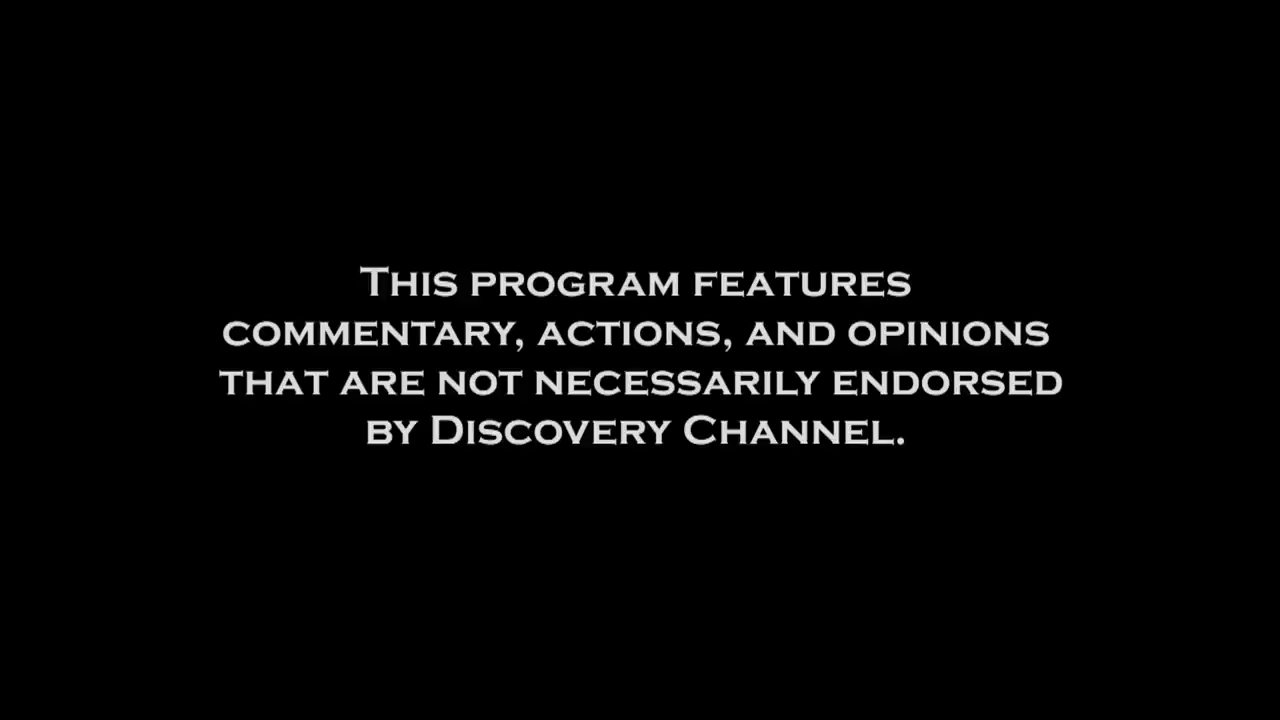 This program features
commentary, actions, and opinions
that are not necessarily endorsed
by Discovery Channel.